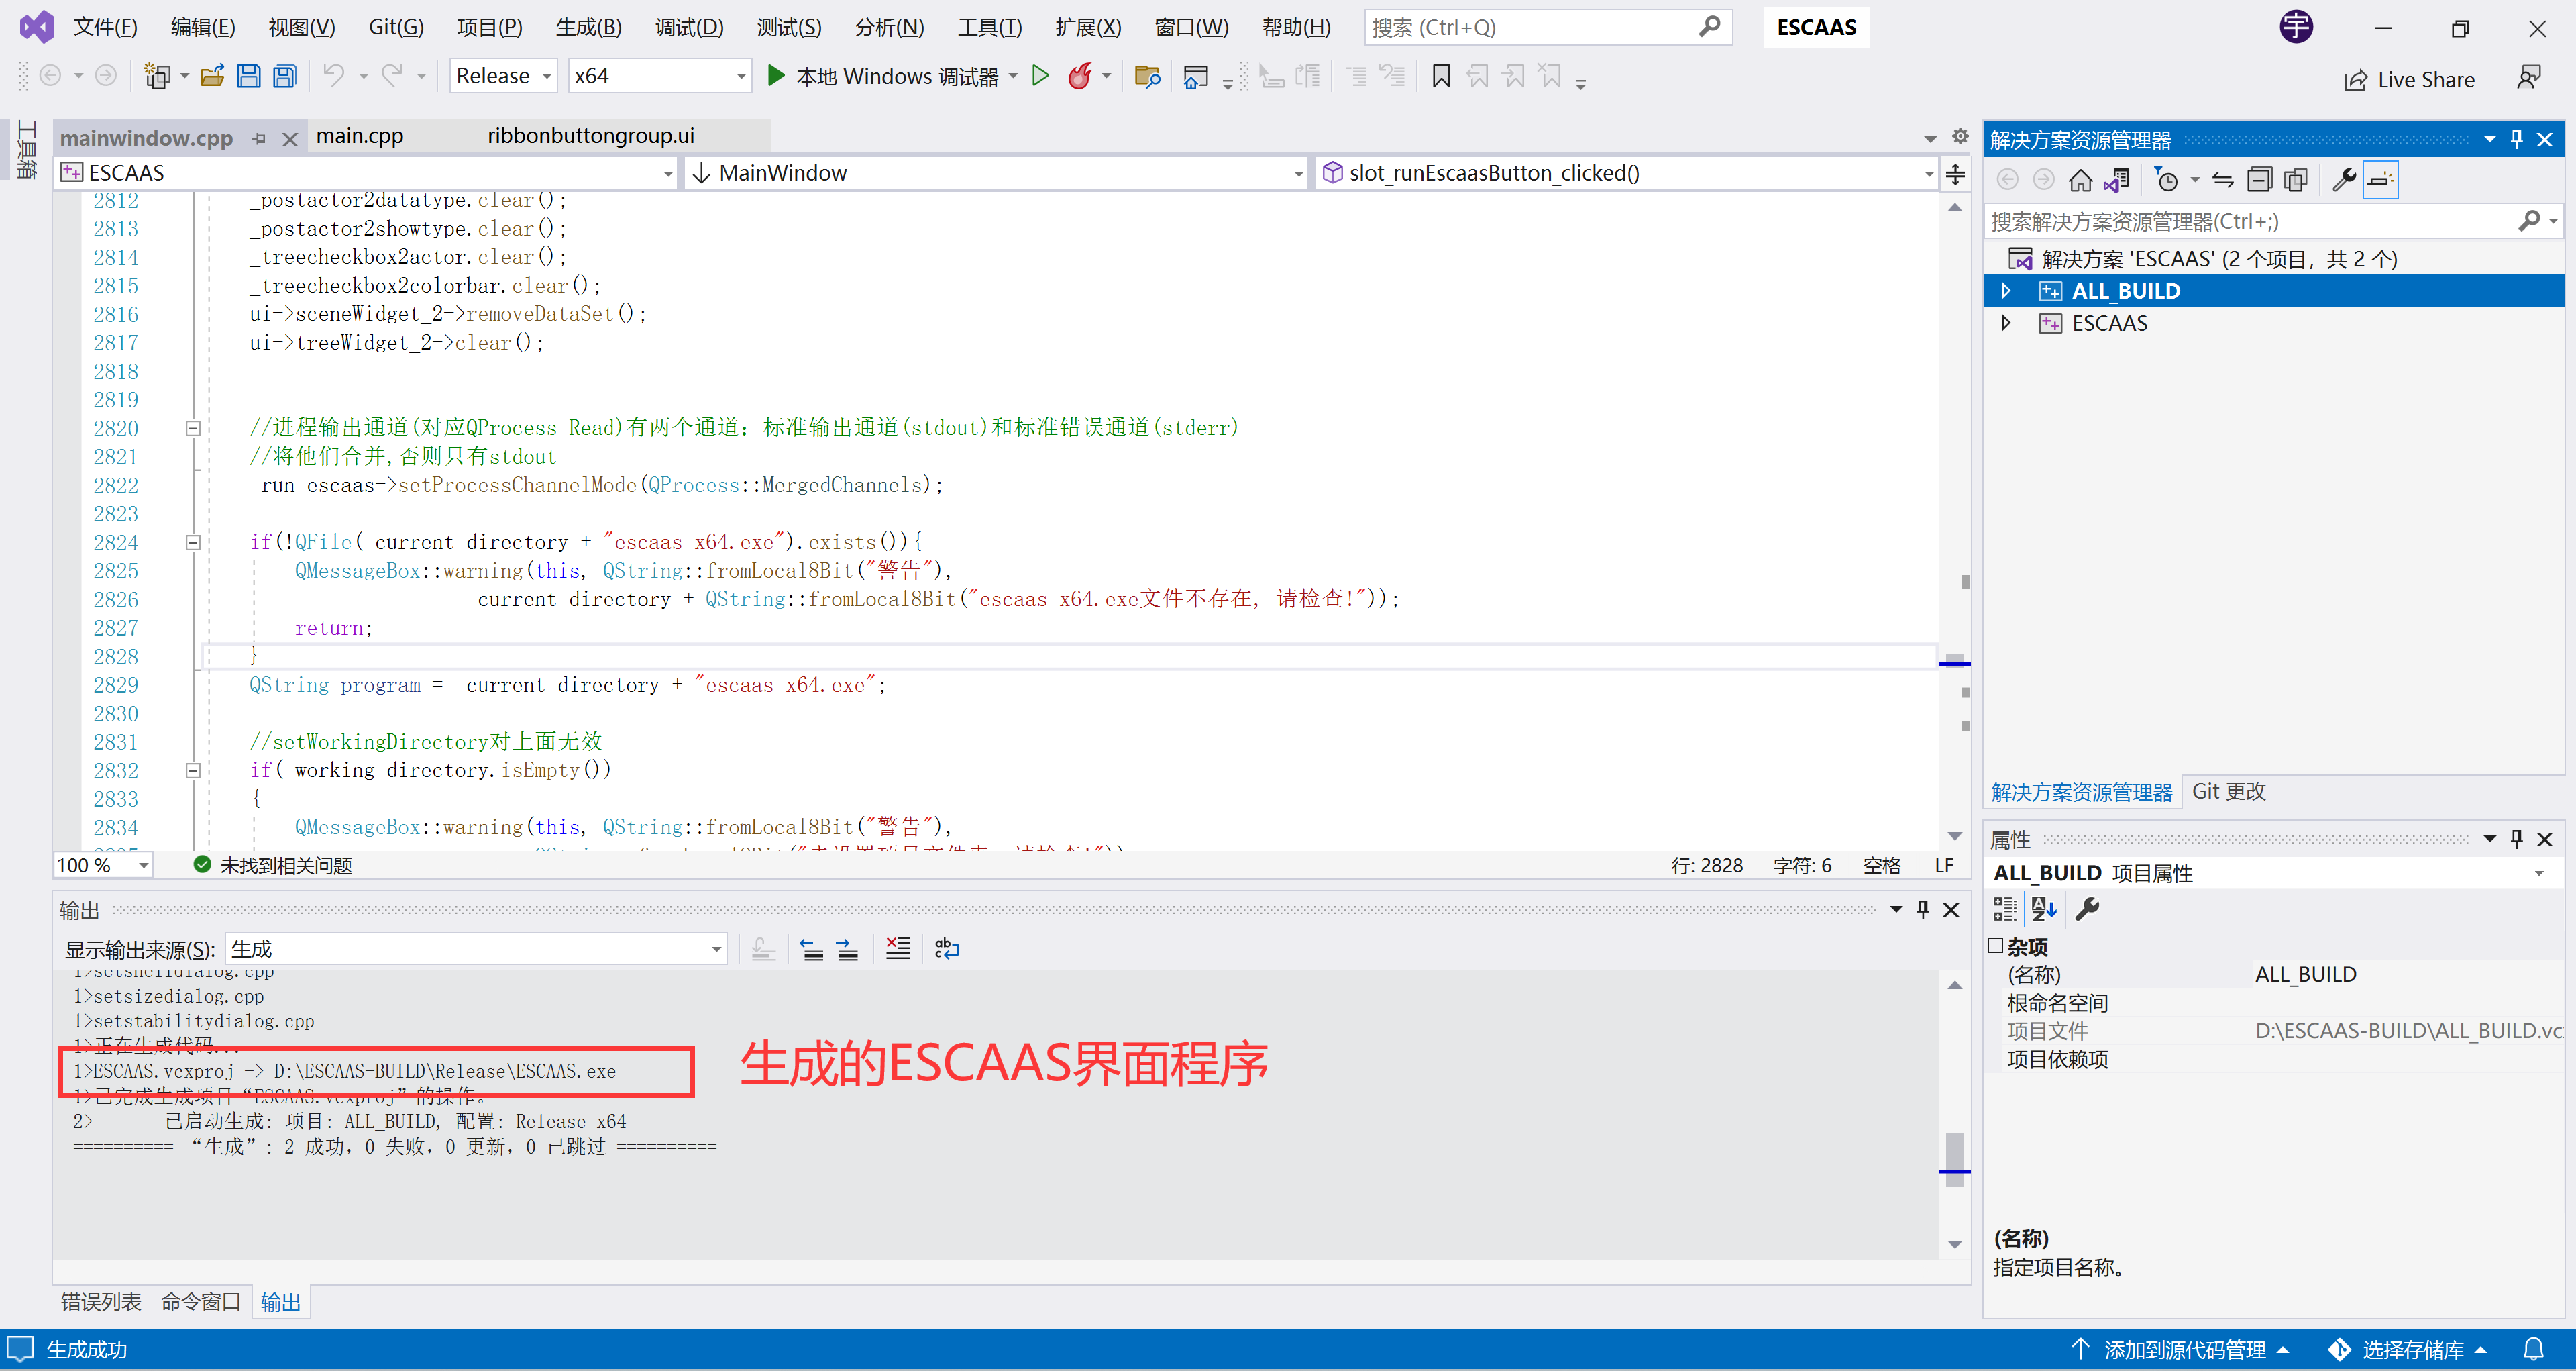 文件(F) 编辑(E) 视图(V) Git(G) 项目(P) 生成(B) 调试(D) 测试(S) 分析(N) 工具(T) 扩展(X) 窗口(W) 帮助(H) 搜索 (Ctrl+Q) ESCAAS 宇
Release x64 本地 Windows 调试器 Live Share
工具箱
mainwindow.cpp main.cpp ribbonbuttongroup.ui
ESCAAS MainWindow slot_runEscaasButton_clicked()
2812 _postactor2datatype.clear();
2813 _postactor2showtype.clear();
2814 _treecheckbox2actor.clear();
2815 _treecheckbox2colorbar.clear();
2816 ui->sceneWidget_2->removeDataSet();
2817 ui->treeWidget_2->clear();
2818
2819
2820 //进程输出通道(对应QProcess Read)有两个通道：标准输出通道(stdout)和标准错误通道(stderr)
2821 //将他们合并,否则只有stdout
2822 _run_escaas->setProcessChannelMode(QProcess::MergedChannels);
2823
2824 if(!QFile(_current_directory + "escaas_x64.exe").exists()){
2825 QMessageBox::warning(this, QString::fromLocal8Bit("警告"),
2826 _current_directory + QString::fromLocal8Bit("escaas_x64.exe文件不存在, 请检查!"));
2827 return;
2828 }
2829 QString program = _current_directory + "escaas_x64.exe";
2830
2831 //setWorkingDirectory对上面无效
2832 if(_working_directory.isEmpty())
2833 {
2834 QMessageBox::warning(this, QString::fromLocal8Bit("警告"),
100 % 未找到相关问题 行: 2828 字符: 6 空格 LF
输出
显示输出来源(S): 生成
1>setshelldialog.cpp
1>setsizedialog.cpp
1>setstabilitydialog.cpp
1>正在生成代码...
1>ESCAAS.vcxproj -> D:\ESCAAS-BUILD\Release\ESCAAS.exe
1>已完成生成项目“ESCAAS.vcxproj”的操作。
2>------ 已启动生成: 项目: ALL_BUILD, 配置: Release x64 ------
========== “生成”: 2 成功，0 失败，0 更新，0 已跳过 ==========
生成的ESCAAS界面程序
错误列表 命令窗口 输出
解决方案资源管理器
搜索解决方案资源管理器(Ctrl+;)
解决方案 'ESCAAS' (2 个项目，共 2 个)
ALL_BUILD
ESCAAS
解决方案资源管理器 Git 更改
属性
ALL_BUILD 项目属性
杂项
(名称) ALL_BUILD
根命名空间
项目文件 D:\ESCAAS-BUILD\ALL_BUILD.vc
项目依赖项
(名称)
指定项目名称。
生成成功 添加到源代码管理 选择存储库